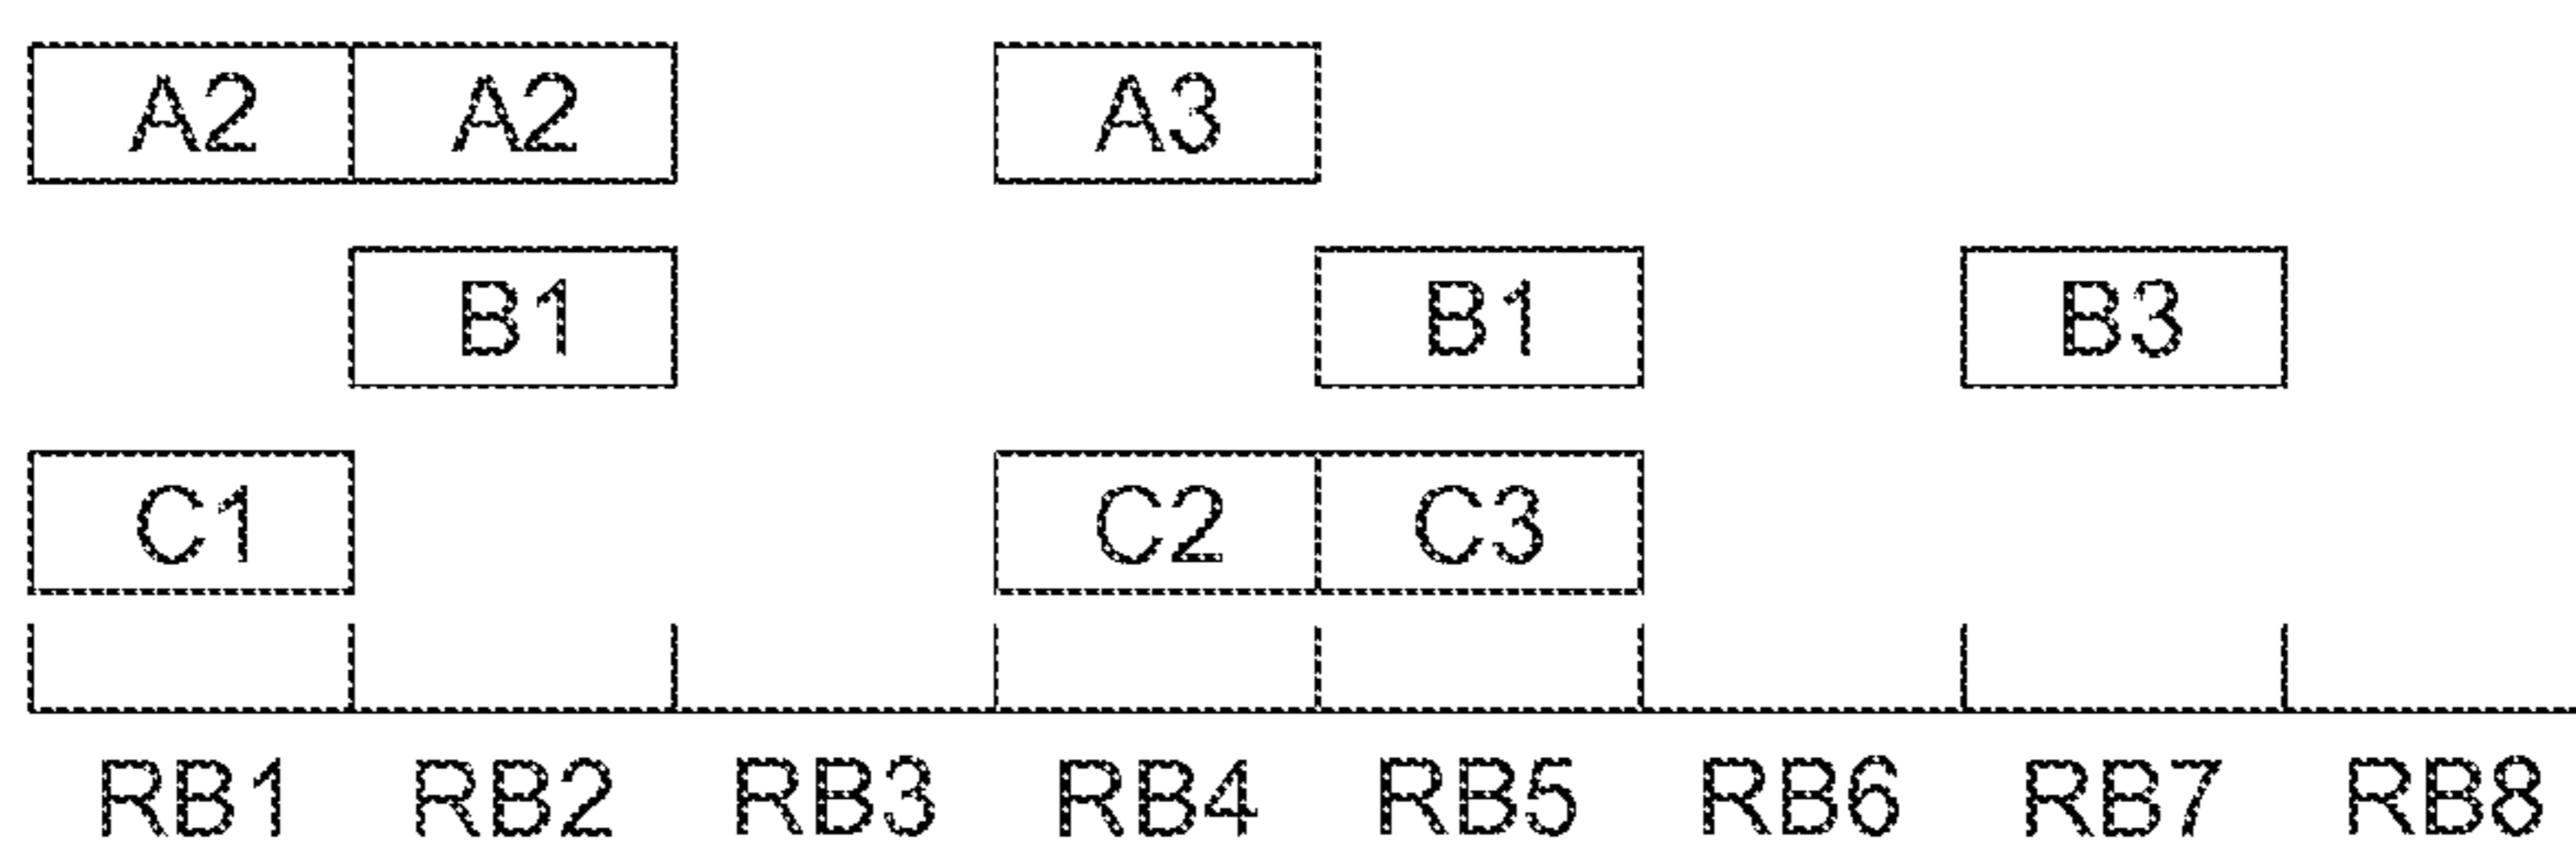 A2 A2 A3
B1 B1 B3
C1 C2 C3
RB1 RB2 RB3 RB4 RB5 RB6 RB7 RB8